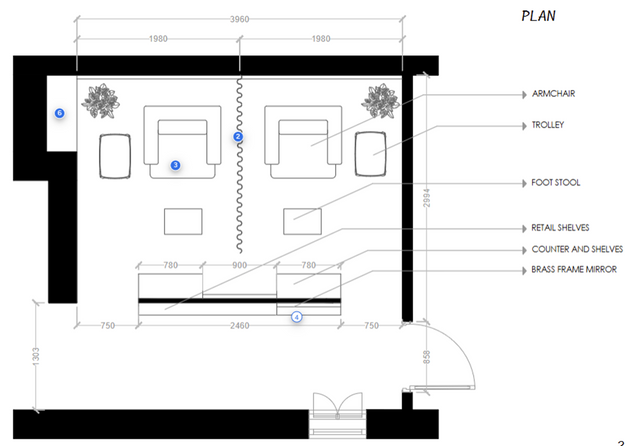 PLAN
3960
1980 1980
6
2
3
ARMCHAIR
TROLLEY
FOOT STOOL
2994
RETAIL SHELVES
COUNTER AND SHELVES
BRASS FRAME MIRROR
780 900 780
4
750 2460 750
1303
858
2